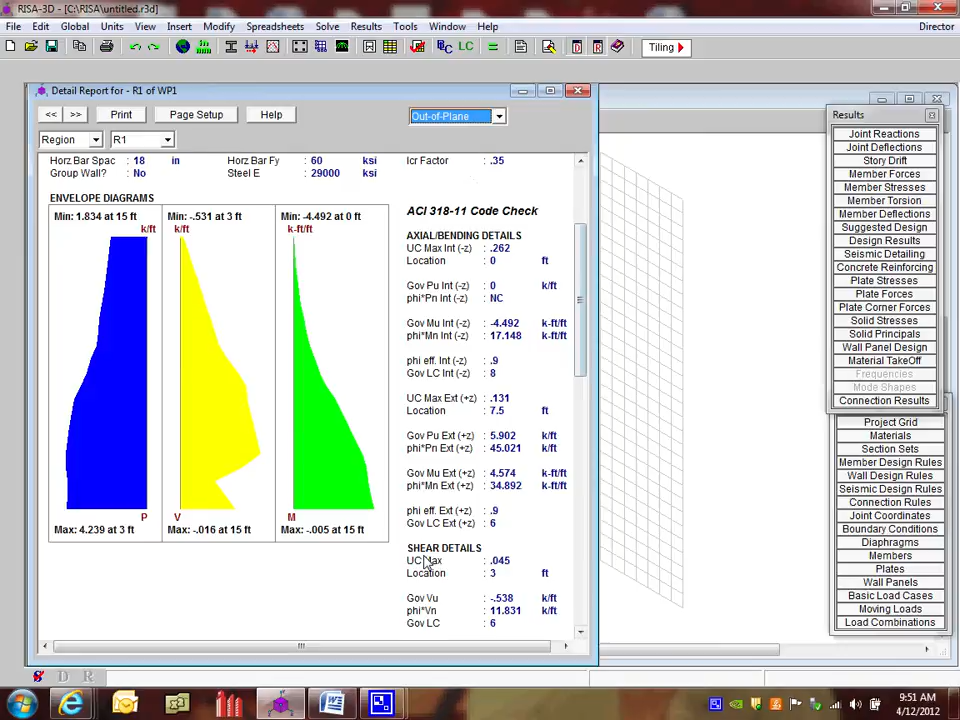 RISA-3D - [C:\RISA\untitled.r3d]
File Edit Global Units View Insert Modify Spreadsheets Solve Results Tools Window Help Director
Tiling
Detail Report for - R1 of WP1
<< >> Print Page Setup Help Out-of-Plane
Region R1
Horz Bar Spac : 18 in Horz Bar Fy : 60 ksi Icr Factor : .35
Group Wall? : No Steel E : 29000 ksi
ENVELOPE DIAGRAMS
Min: 1.834 at 15 ft Min: -.531 at 3 ft Min: -4.492 at 0 ft
k/ft k/ft k-ft/ft
P V M
Max: 4.239 at 3 ft Max: -.016 at 15 ft Max: -.005 at 15 ft
ACI 318-11 Code Check
AXIAL/BENDING DETAILS
UC Max Int (-z) : .262
Location : 0 ft
Gov Pu Int (-z) : 0 k/ft
phi*Pn Int (-z) : NC
Gov Mu Int (-z) : -4.492 k-ft/ft
phi*Mn Int (-z) : 17.148 k-ft/ft
phi eff. Int (-z) : .9
Gov LC Int (-z) : 8
UC Max Ext (+z) : .131
Location : 7.5 ft
Gov Pu Ext (+z) : 5.902 k/ft
phi*Pn Ext (+z) : 45.021 k/ft
Gov Mu Ext (+z) : 4.574 k-ft/ft
phi*Mn Ext (+z) : 34.892 k-ft/ft
phi eff. Ext (+z) : .9
Gov LC Ext (+z) : 6
SHEAR DETAILS
UC Max : .045
Location : 3 ft
Gov Vu : -.538 k/ft
phi*Vn : 11.831 k/ft
Gov LC : 6
Results
Joint Reactions
Joint Deflections
Story Drift
Member Forces
Member Stresses
Member Torsion
Member Deflections
Suggested Design
Design Results
Seismic Detailing
Concrete Reinforcing
Plate Stresses
Plate Forces
Plate Corner Forces
Solid Stresses
Solid Principals
Wall Panel Design
Material TakeOff
Frequencies
Mode Shapes
Connection Results
Project Grid
Materials
Section Sets
Member Design Rules
Wall Design Rules
Seismic Design Rules
Connection Rules
Joint Coordinates
Boundary Conditions
Diaphragms
Members
Plates
Wall Panels
Basic Load Cases
Moving Loads
Load Combinations
D R
9:51 AM
4/12/2012